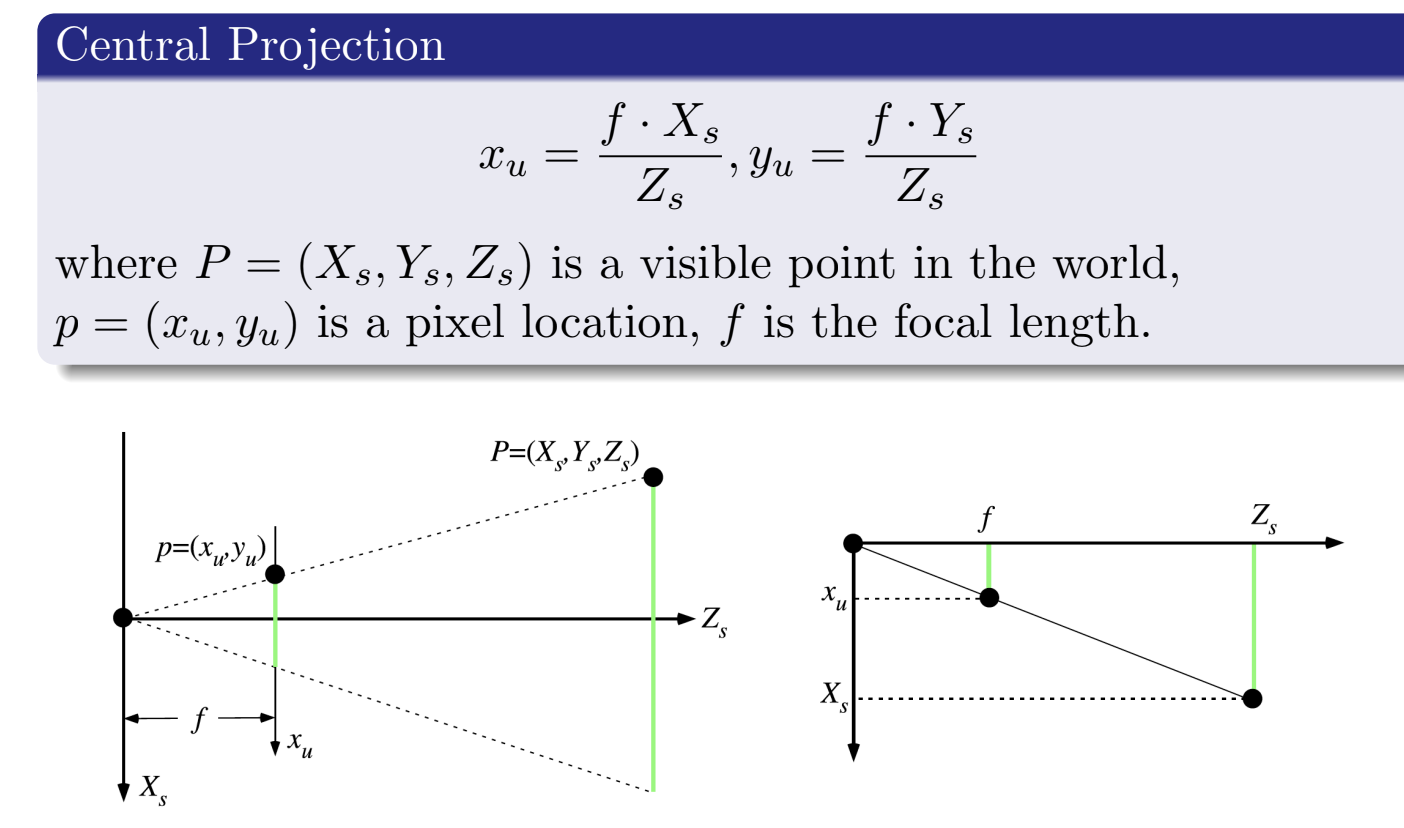 Central Projection
x_u = f · X_s / Z_s , y_u = f · Y_s / Z_s
where P = (X_s, Y_s, Z_s) is a visible point in the world,
p = (x_u, y_u) is a pixel location, f is the focal length.
P=(X_s,Y_s,Z_s)
p=(x_u,y_u)
Z_s
f
x_u
X_s
f
Z_s
x_u
X_s